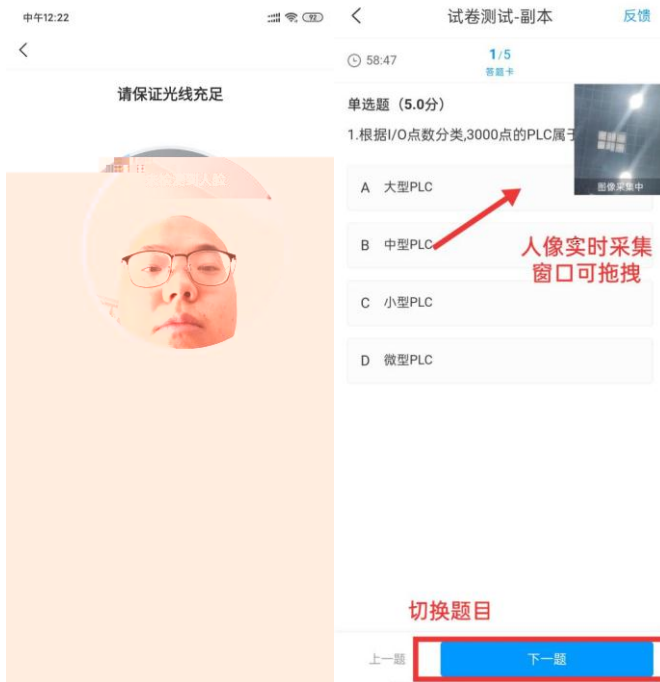 中午12:22
92
请保证光线充足
试卷测试-副本
反馈
58:47
1/5
答题卡
单选题（5.0分）
1.根据I/O点数分类,3000点的PLC属于
图像采集中
A 大型PLC
B 中型PLC
人像实时采集
窗口可拖拽
C 小型PLC
D 微型PLC
切换题目
上一题
下一题